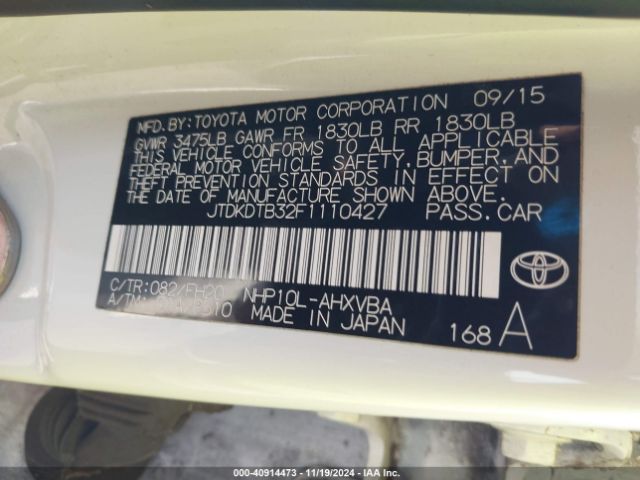 MFD. BY: TOYOTA MOTOR CORPORATION 09/15
GVWR 3475LB GAWR FR 1830LB RR 1830LB
THIS VEHICLE CONFORMS TO ALL APPLICABLE
FEDERAL MOTOR VEHICLE SAFETY, BUMPER, AND
THEFT PREVENTION STANDARDS IN EFFECT ON
THE DATE OF MANUFACTURE SHOWN ABOVE.
JTDKDTB32F1110427 PASS.CAR
C/TR:082/FH20 NHP10L-AHXVBA
A/TM: /P510 MADE IN JAPAN
168 A
TOYOTA
000-40914473 - 11/19/2024 - IAA Inc.